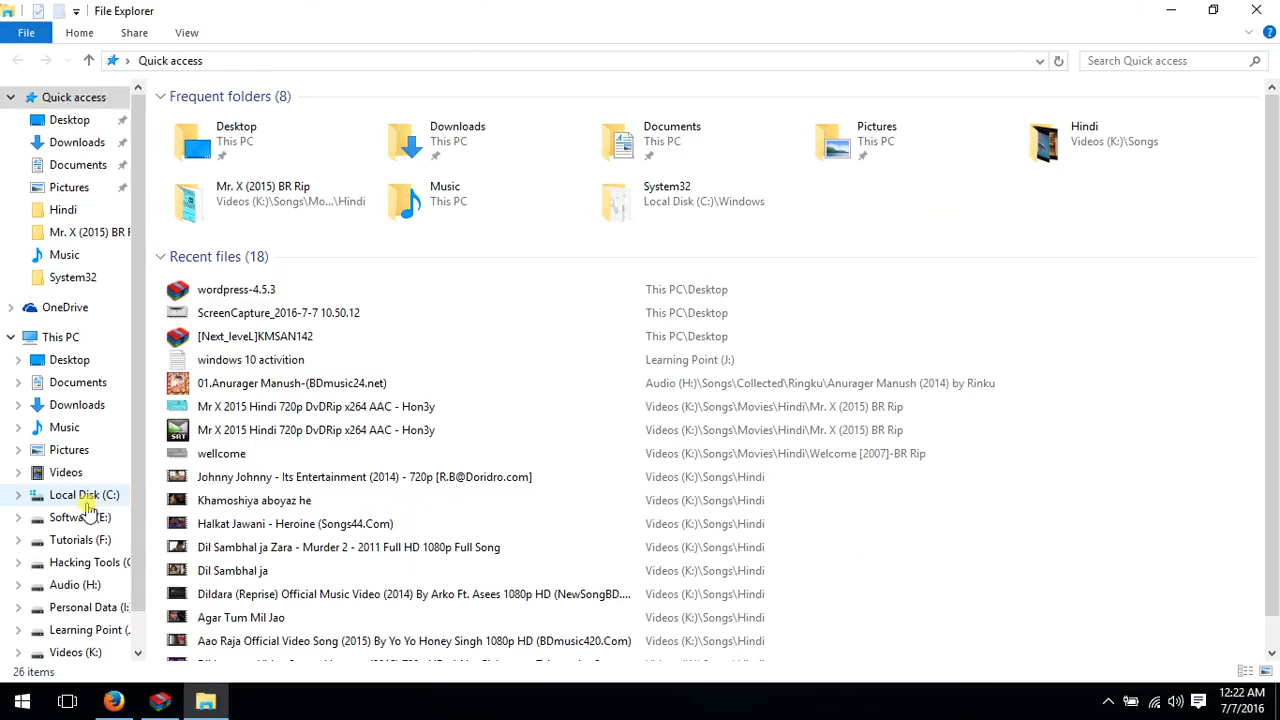 File Explorer
File Home Share View
Quick access
Search Quick access
Quick access
Desktop
Downloads
Documents
Pictures
Hindi
Mr. X (2015) BR F
Music
System32
OneDrive
This PC
Desktop
Documents
Downloads
Music
Pictures
Videos
Local Disk (C:)
Software (E:)
Tutorials (F:)
Hacking Tools (G
Audio (H:)
Personal Data (I:
Learning Point (J
Videos (K:)
Frequent folders (8)
Desktop
This PC
Downloads
This PC
Documents
This PC
Pictures
This PC
Hindi
Videos (K:)\Songs
Mr. X (2015) BR Rip
Videos (K:)\Songs\Mo...\Hindi
Music
This PC
System32
Local Disk (C:)\Windows
Recent files (18)
wordpress-4.5.3 This PC\Desktop
ScreenCapture_2016-7-7 10.50.12 This PC\Desktop
[Next_leveL]KMSAN142 This PC\Desktop
windows 10 activition Learning Point (J:)
01.Anurager Manush-(BDmusic24.net) Audio (H:)\Songs\Collected\Ringku\Anurager Manush (2014) by Rinku
Mr X 2015 Hindi 720p DvDRip x264 AAC - Hon3y Videos (K:)\Songs\Movies\Hindi\Mr. X (2015) BR Rip
Mr X 2015 Hindi 720p DvDRip x264 AAC - Hon3y Videos (K:)\Songs\Movies\Hindi\Mr. X (2015) BR Rip
wellcome Videos (K:)\Songs\Movies\Hindi\Welcome [2007]-BR Rip
Johnny Johnny - Its Entertainment (2014) - 720p [R.B@Doridro.com] Videos (K:)\Songs\Hindi
Khamoshiya aboyaz he Videos (K:)\Songs\Hindi
Halkat Jawani - Heroine (Songs44.Com) Videos (K:)\Songs\Hindi
Dil Sambhal ja Zara - Murder 2 - 2011 Full HD 1080p Full Song Videos (K:)\Songs\Hindi
Dil Sambhal ja Videos (K:)\Songs\Hindi
Dildara (Reprise) Official Music Video (2014) By Arko Ft. Asees 1080p HD (NewSongBD.... Videos (K:)\Songs\Hindi
Agar Tum Mil Jao Videos (K:)\Songs\Hindi
Aao Raja Official Video Song (2015) By Yo Yo Honey Singh 1080p HD (BDmusic420.Com) Videos (K:)\Songs\Hindi
26 items
12:22 AM
7/7/2016